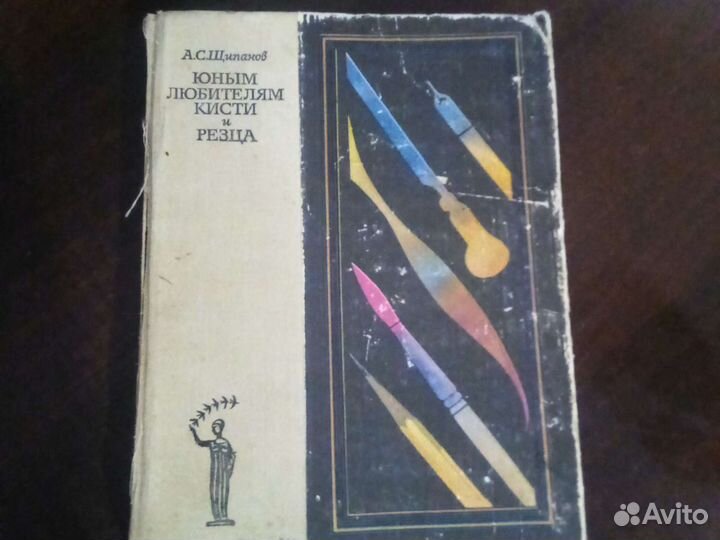 А.С.Щипанов
ЮНЫМ
ЛЮБИТЕЛЯМ
КИСТИ
и
РЕЗЦА
Avito